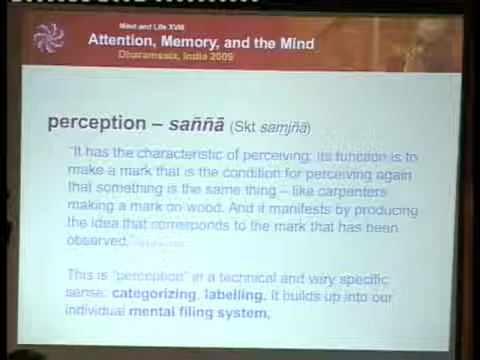 Mind and Life XVIII
Attention, Memory, and the Mind
Dharamsala, India 2009
perception – saññā (Skt samjñā)
"It has the characteristic of perceiving; its function is to
make a mark that is the condition for perceiving again
that something is the same thing – like carpenters
making a mark on wood. And it manifests by producing
the idea that corresponds to the mark that has been
observed."
This is "perception" in a technical and very specific
sense: categorizing, labelling, it builds up into our
individual mental filing system.